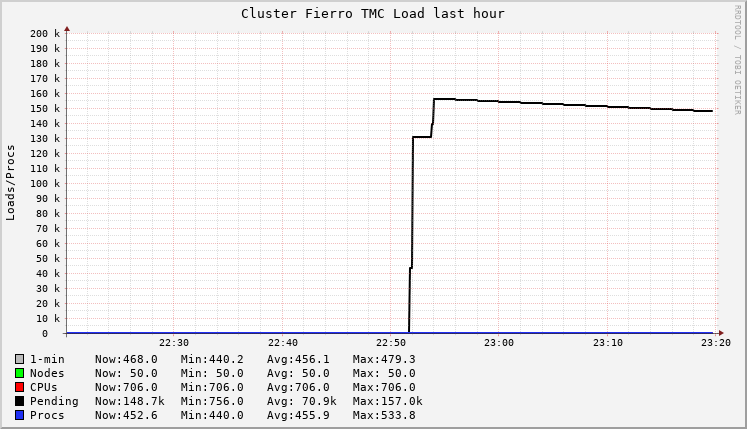 Cluster Fierro TMC Load last hour
RRDTOOL / TOBI OETIKER
Loads/Procs
200 k
190 k
180 k
170 k
160 k
150 k
140 k
130 k
120 k
110 k
100 k
90 k
80 k
70 k
60 k
50 k
40 k
30 k
20 k
10 k
0
22:30 22:40 22:50 23:00 23:10 23:20
1-min Now:468.0 Min:440.2 Avg:456.1 Max:479.3
Nodes Now: 50.0 Min: 50.0 Avg: 50.0 Max: 50.0
CPUs Now:706.0 Min:706.0 Avg:706.0 Max:706.0
Pending Now:148.7k Min:756.0 Avg: 70.9k Max:157.0k
Procs Now:452.6 Min:440.0 Avg:455.9 Max:533.8